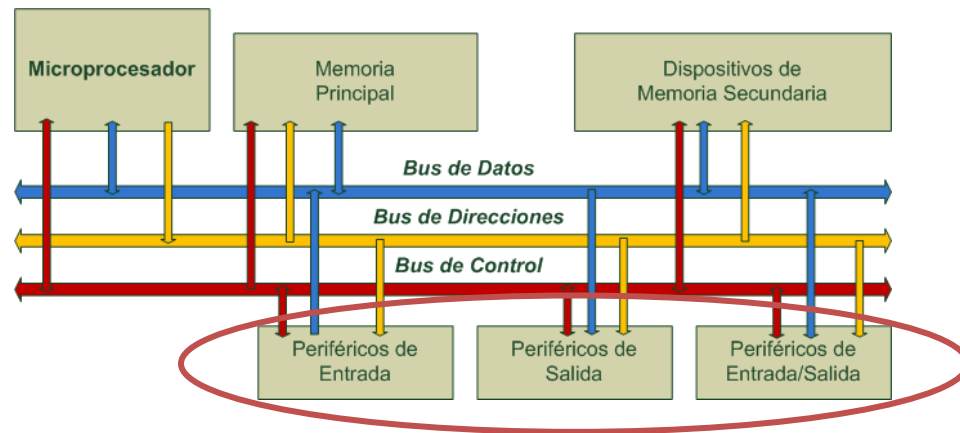 Microprocesador
Memoria
Principal
Dispositivos de
Memoria Secundaria
Bus de Datos
Bus de Direcciones
Bus de Control
Periféricos de
Entrada
Periféricos de
Salida
Periféricos de
Entrada/Salida